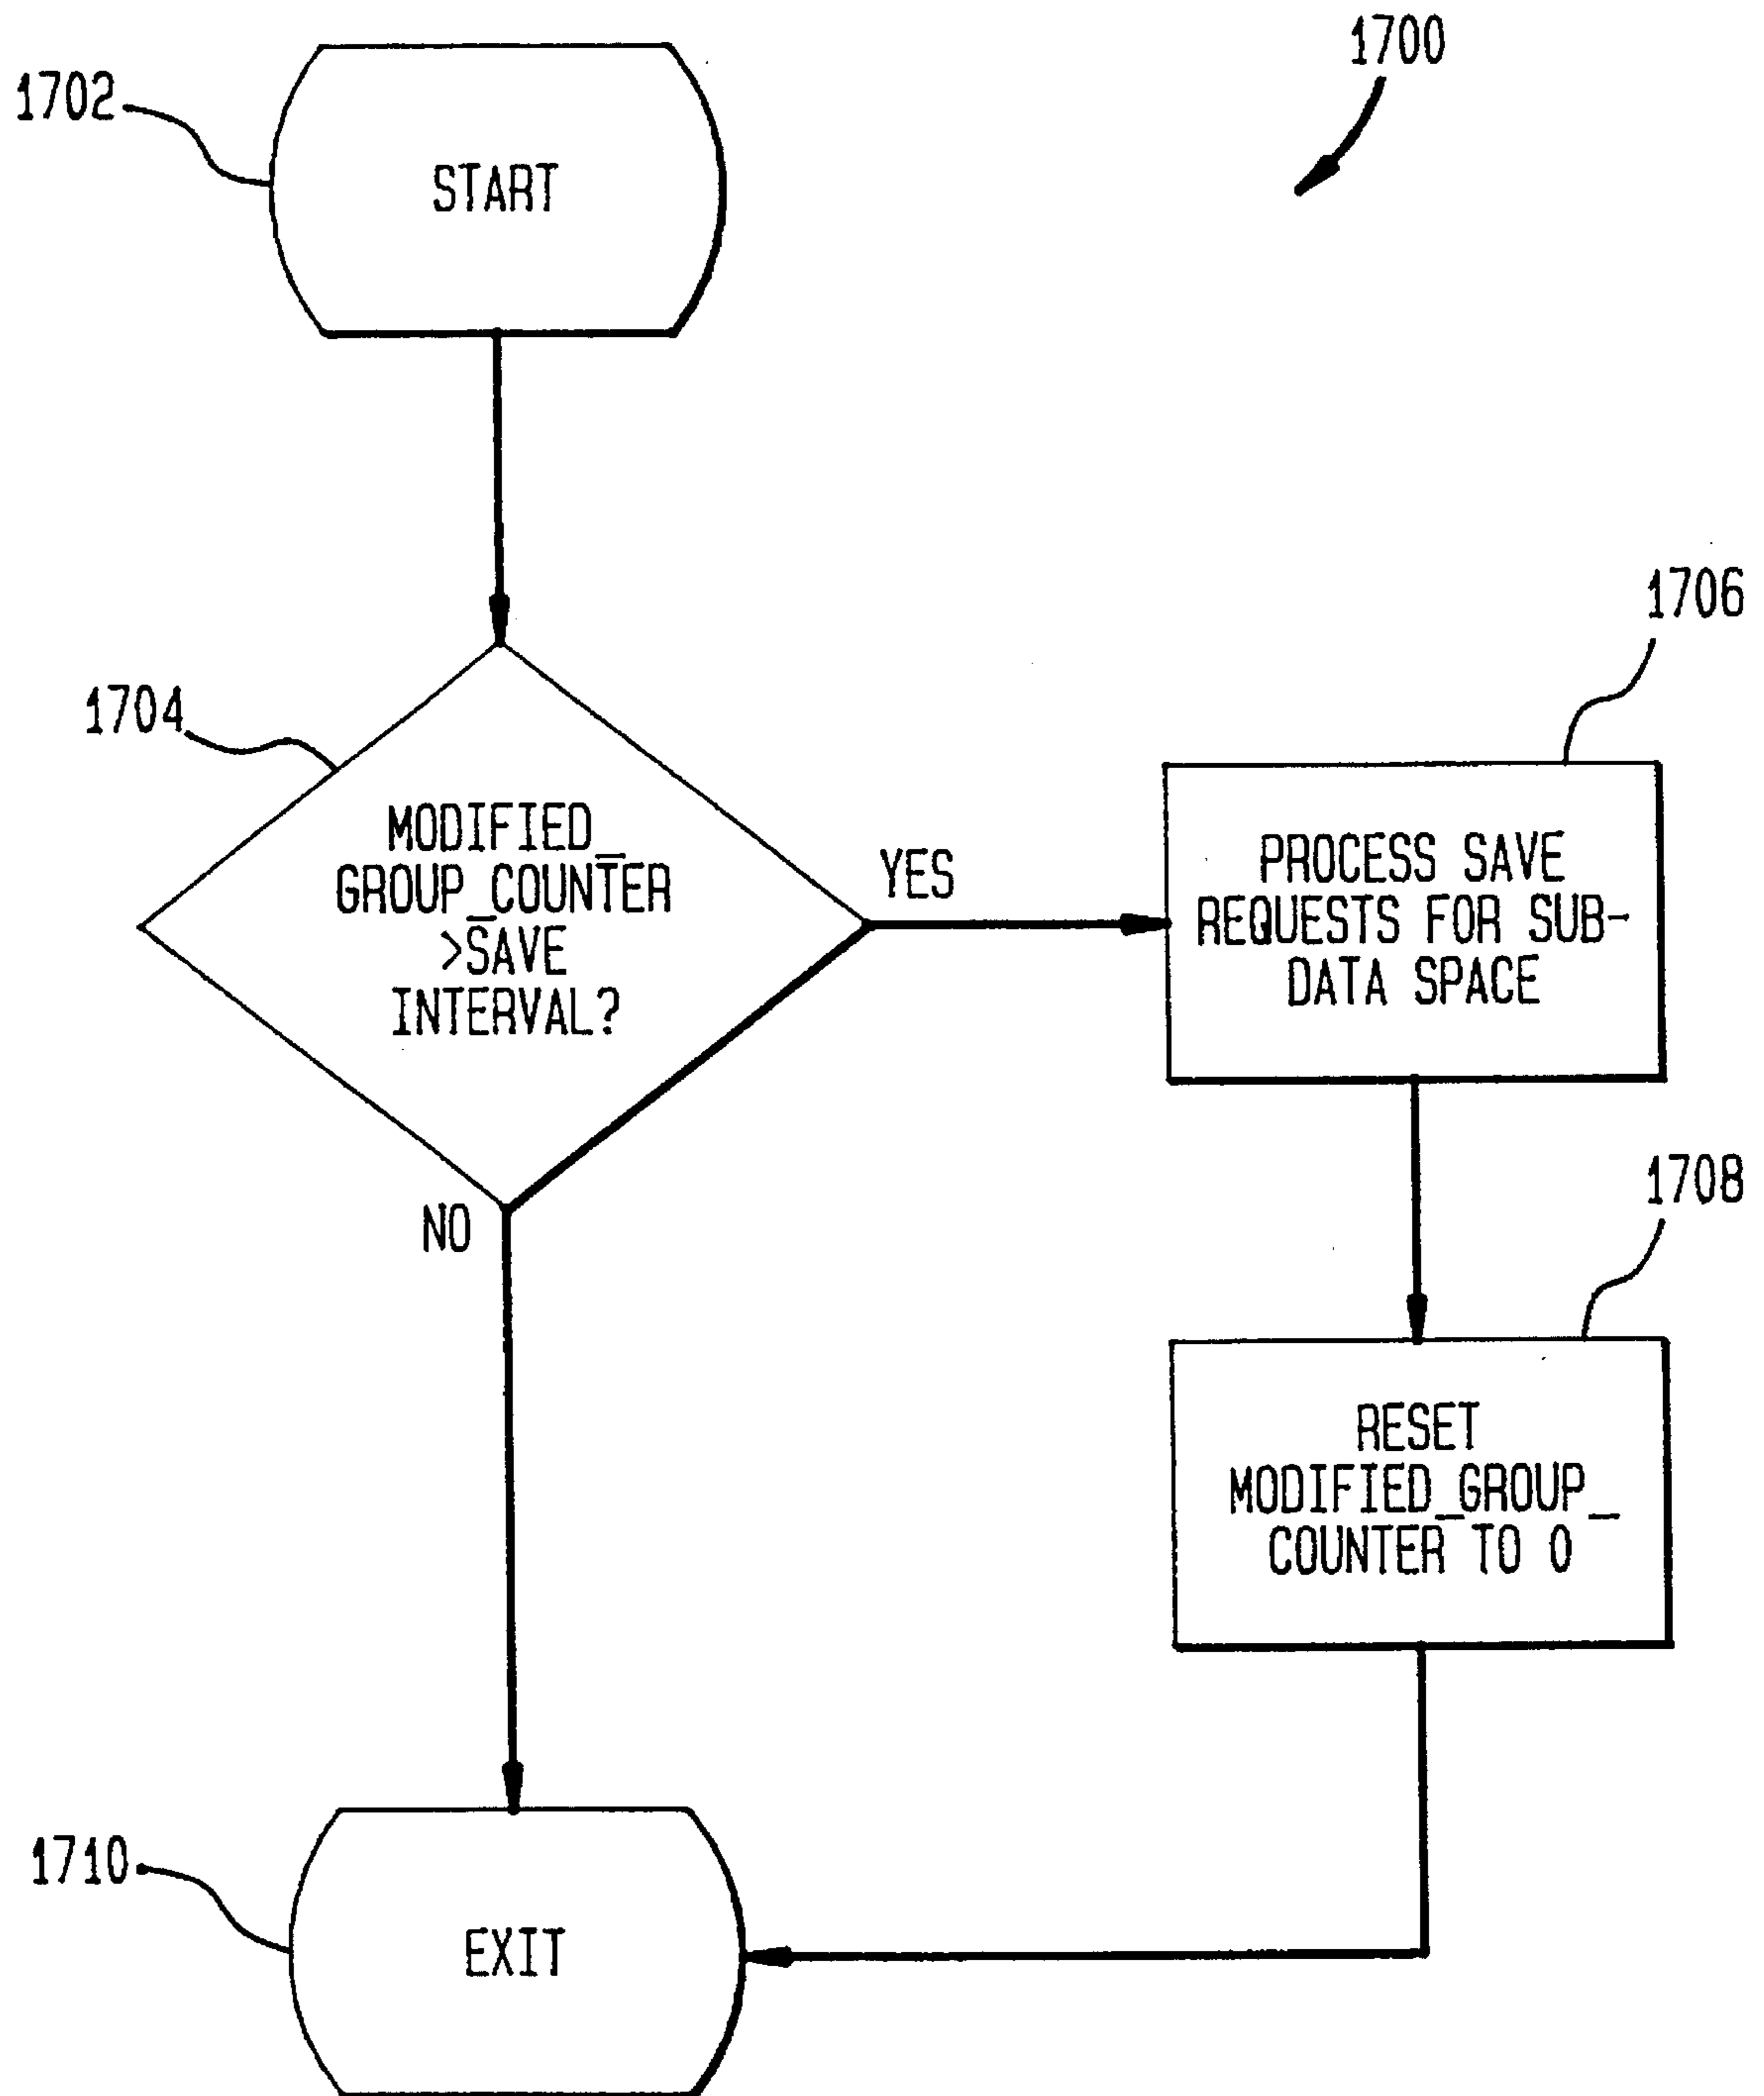 1700
1702
START
1704
MODIFIED_
GROUP_COUNTER
>SAVE
INTERVAL?
YES
NO
1706
PROCESS SAVE
REQUESTS FOR SUB-
DATA SPACE
1708
RESET
MODIFIED_GROUP_
COUNTER TO 0
1710
EXIT